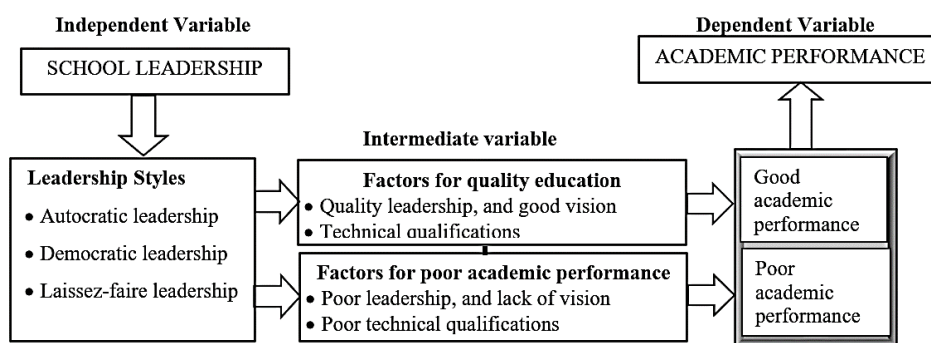 Independent Variable
Dependent Variable
SCHOOL LEADERSHIP
ACADEMIC PERFORMANCE
Intermediate variable
Leadership Styles
• Autocratic leadership
• Democratic leadership
• Laissez-faire leadership
Factors for quality education
• Quality leadership, and good vision
• Technical qualifications
Factors for poor academic performance
• Poor leadership, and lack of vision
• Poor technical qualifications
Good
academic
performance
Poor
academic
performance